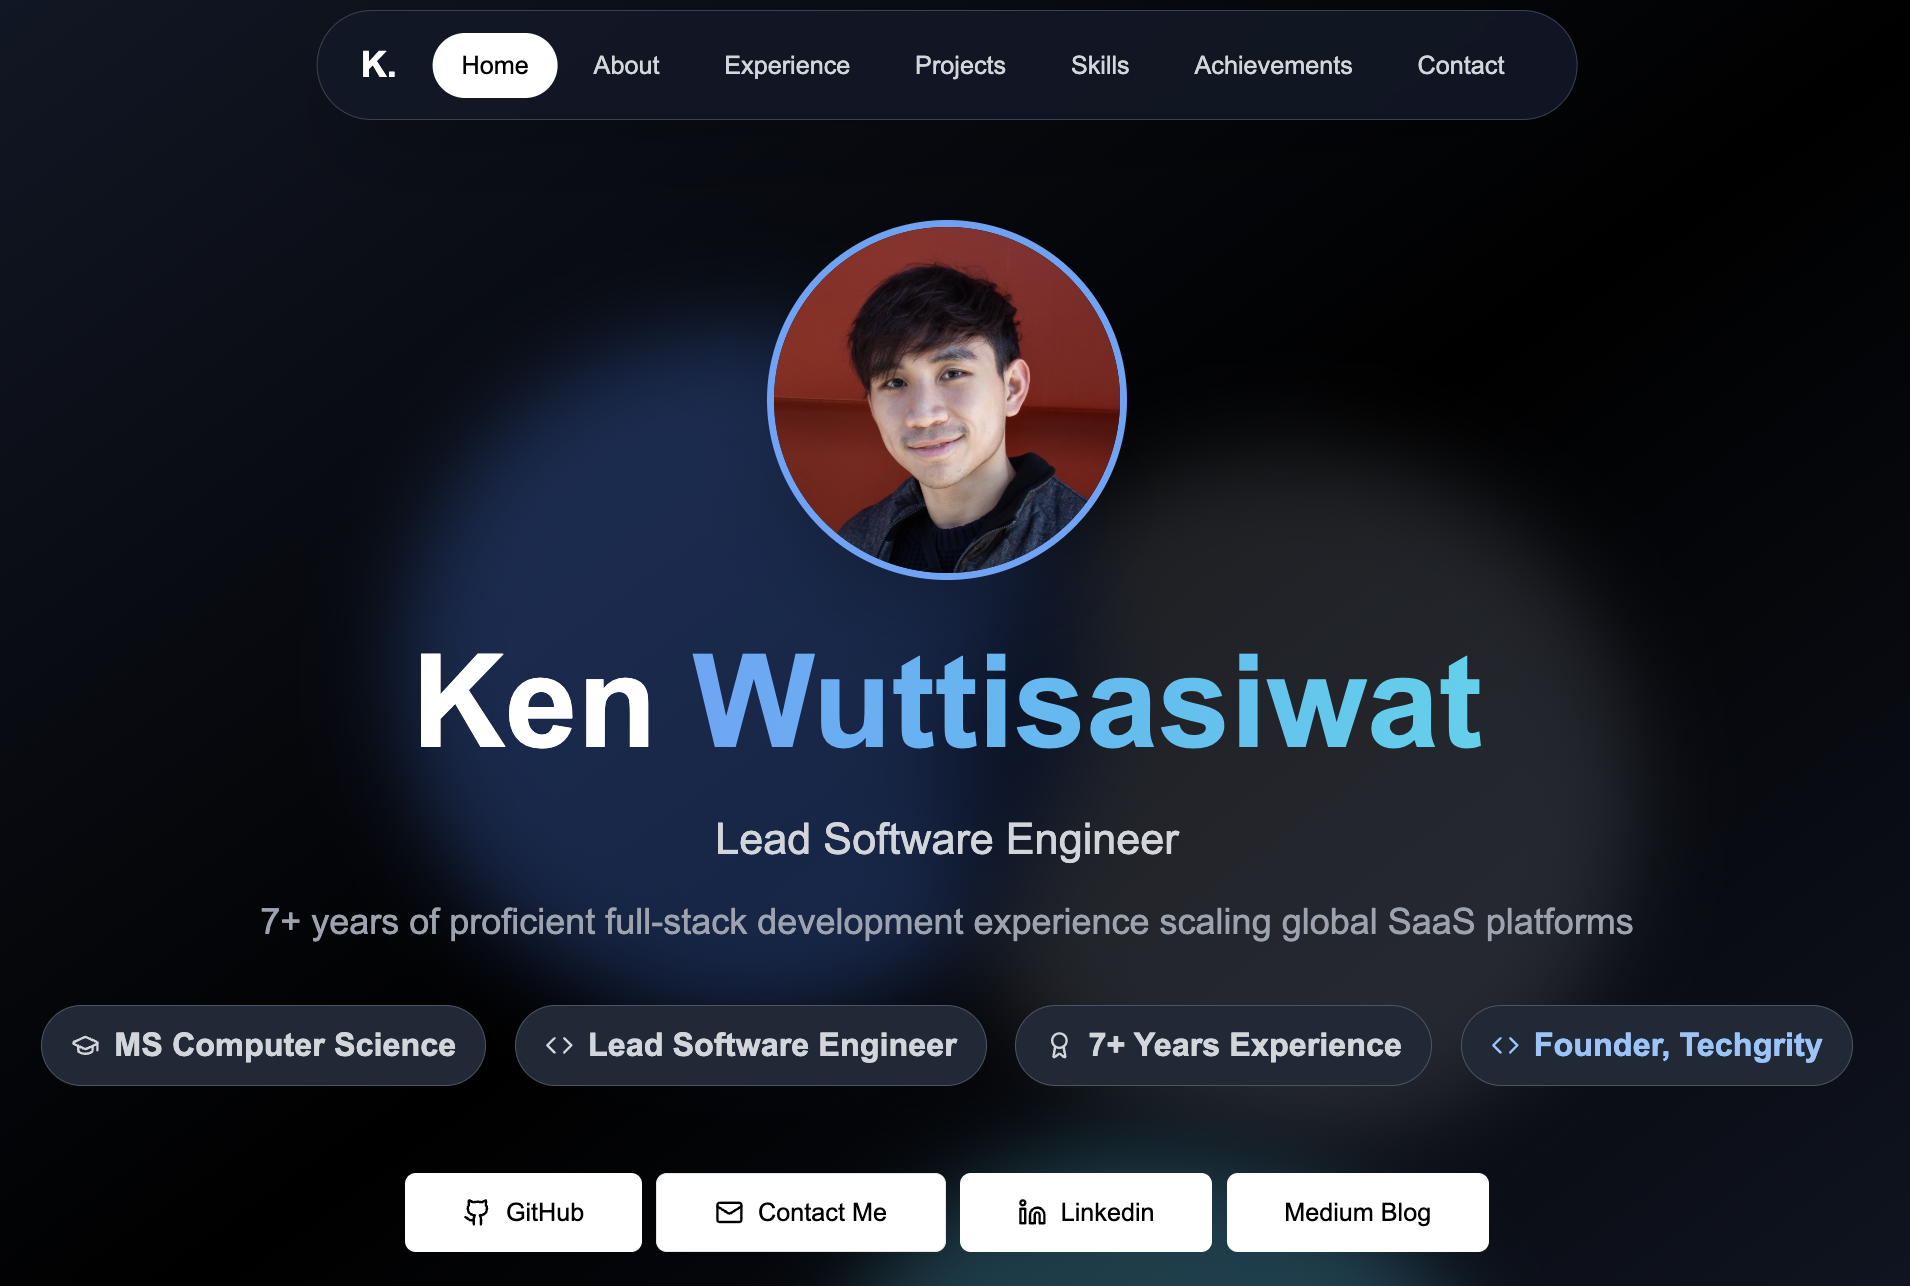 K. Home About Experience Projects Skills Achievements Contact
Ken Wuttisasiwat
Lead Software Engineer
7+ years of proficient full-stack development experience scaling global SaaS platforms
MS Computer Science Lead Software Engineer 7+ Years Experience Founder, Techgrity
GitHub Contact Me Linkedin Medium Blog